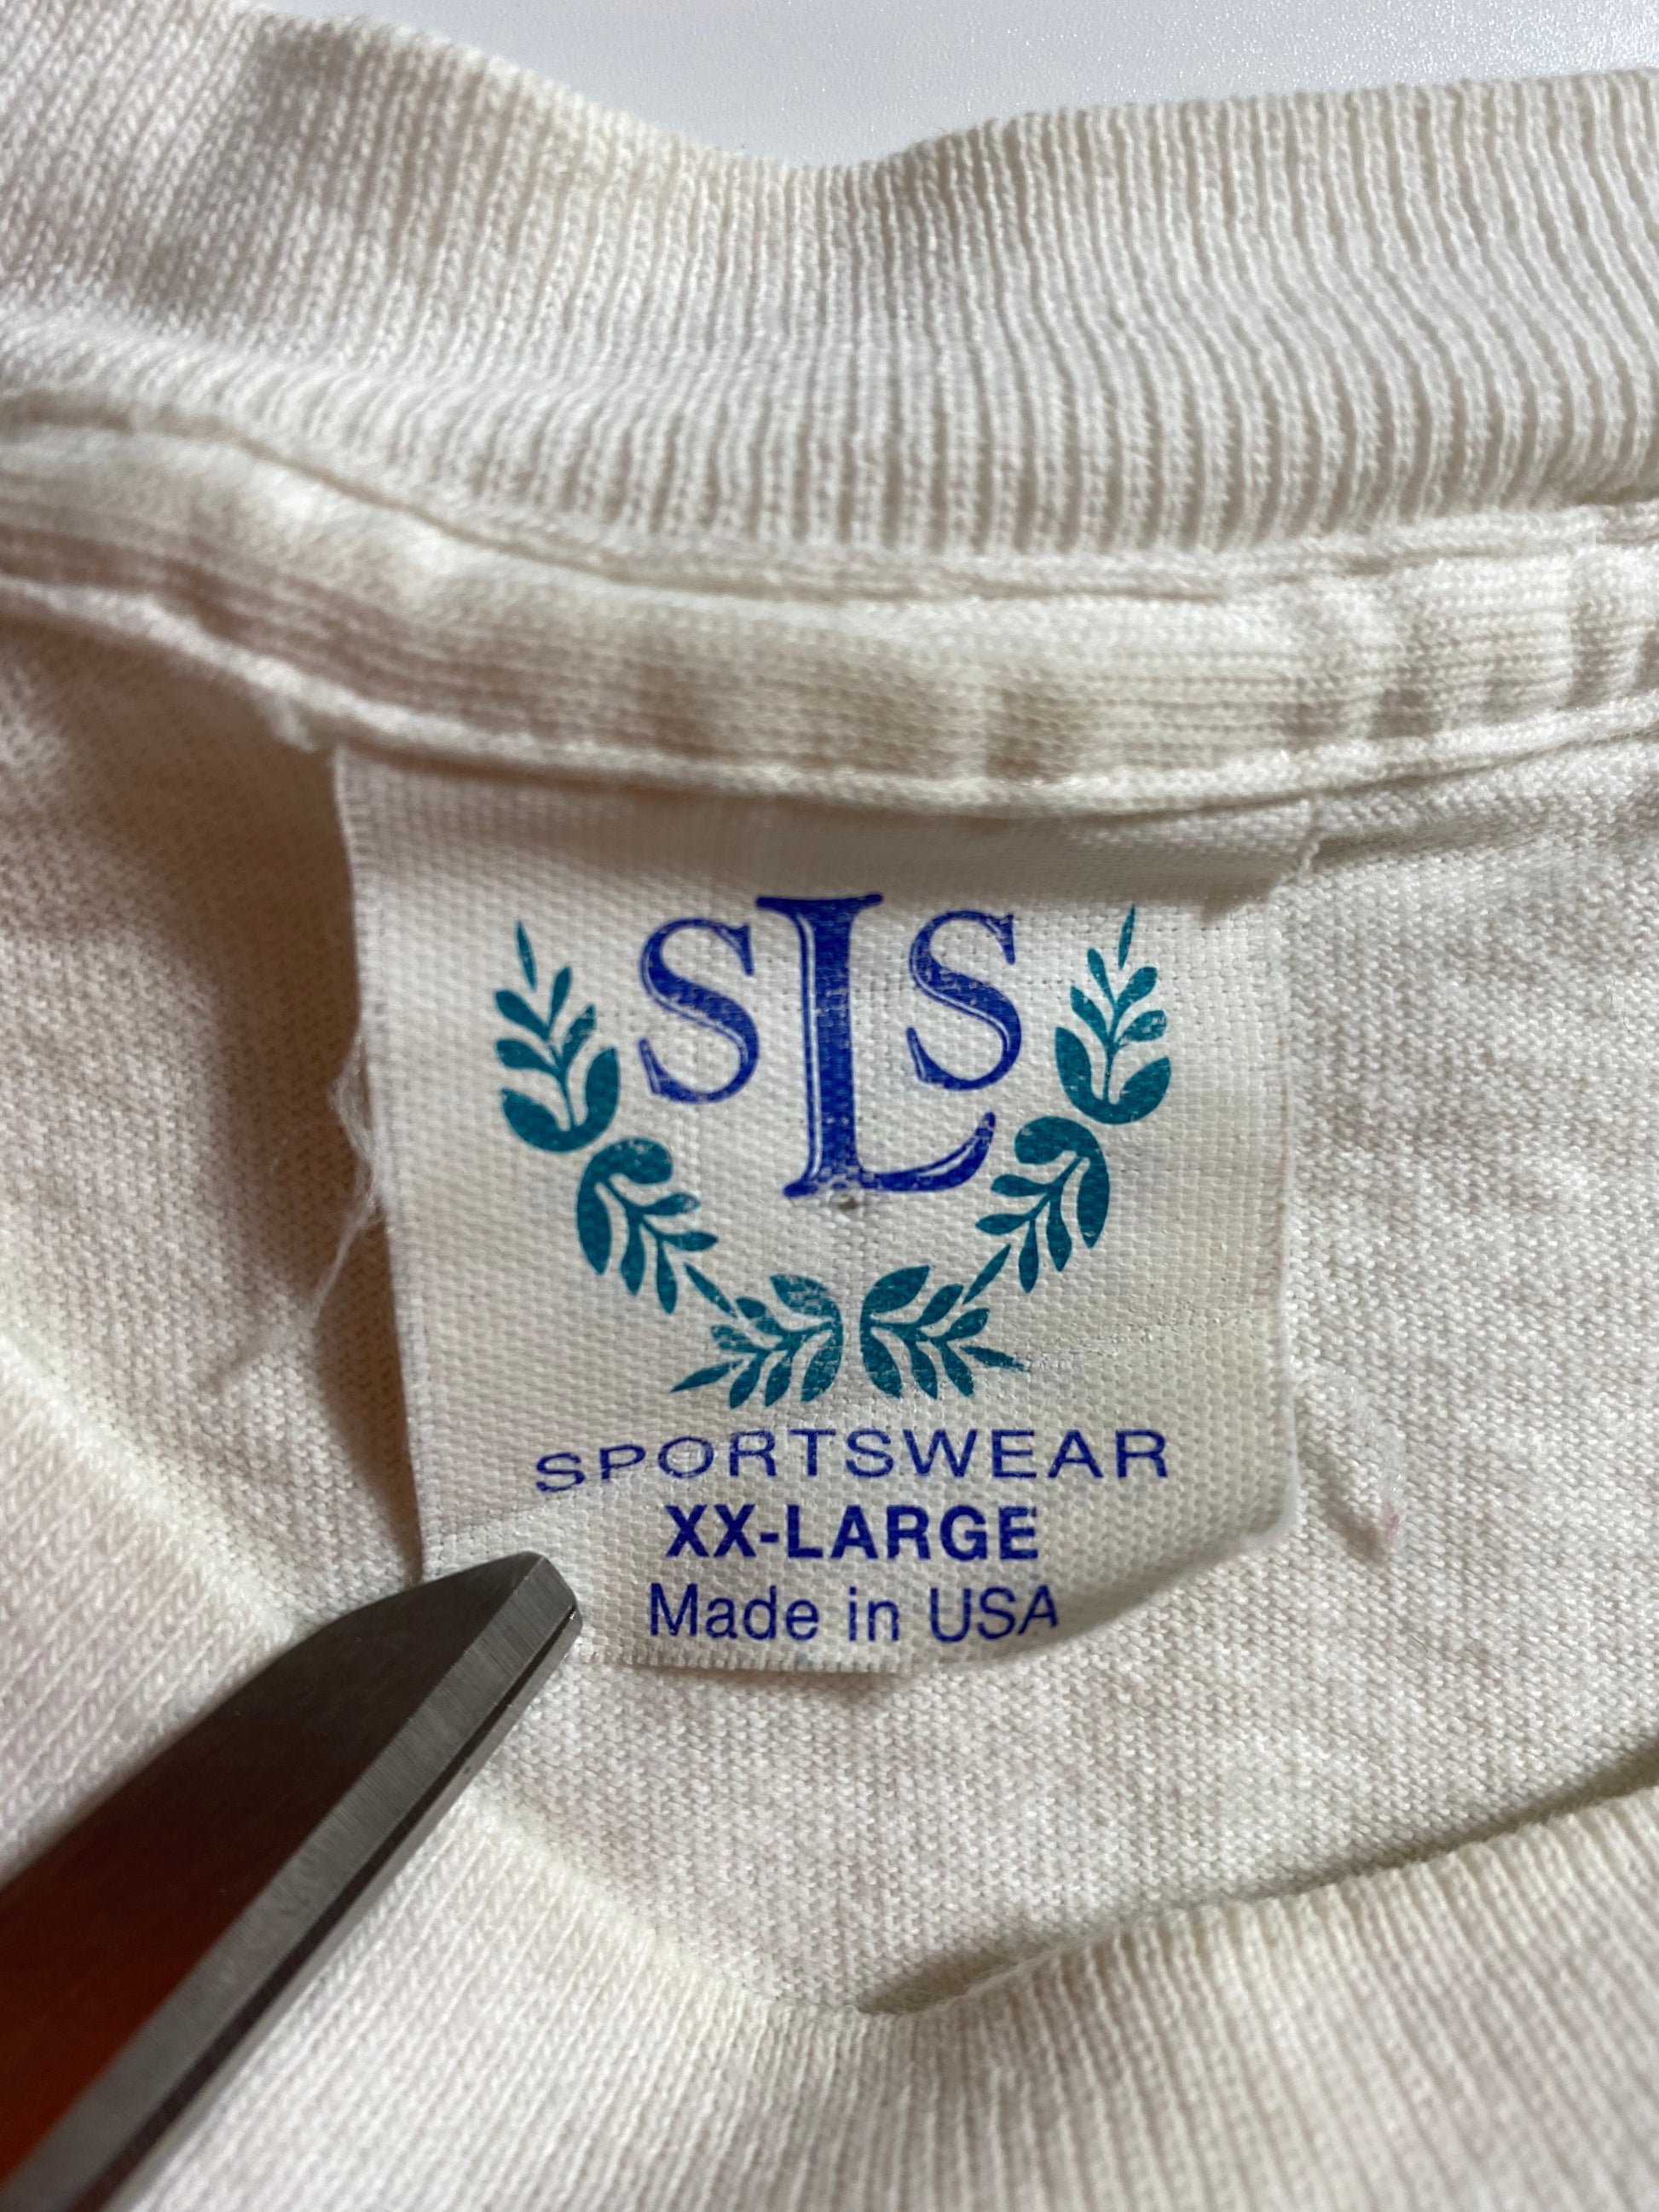 SLS
SPORTSWEAR
XX-LARGE
Made in USA